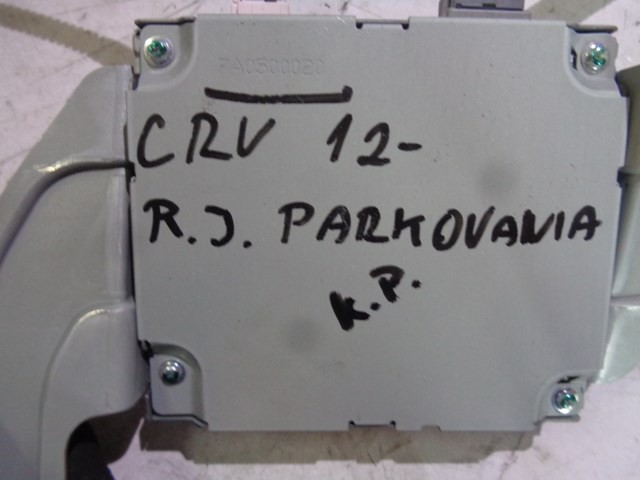 CRV 12-
R.J. PARKOVANIA
K.P.